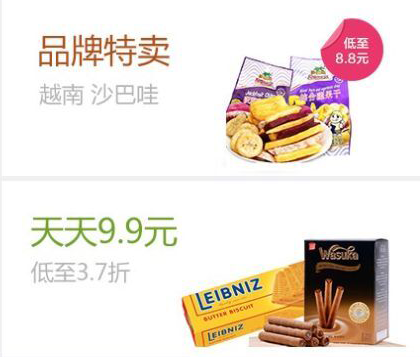 品牌特卖
越南 沙巴哇
低至
8.8元
天天9.9元
低至3.7折
LEIBNIZ
BUTTER BISCUIT
LEIBNIZ
Wasuka